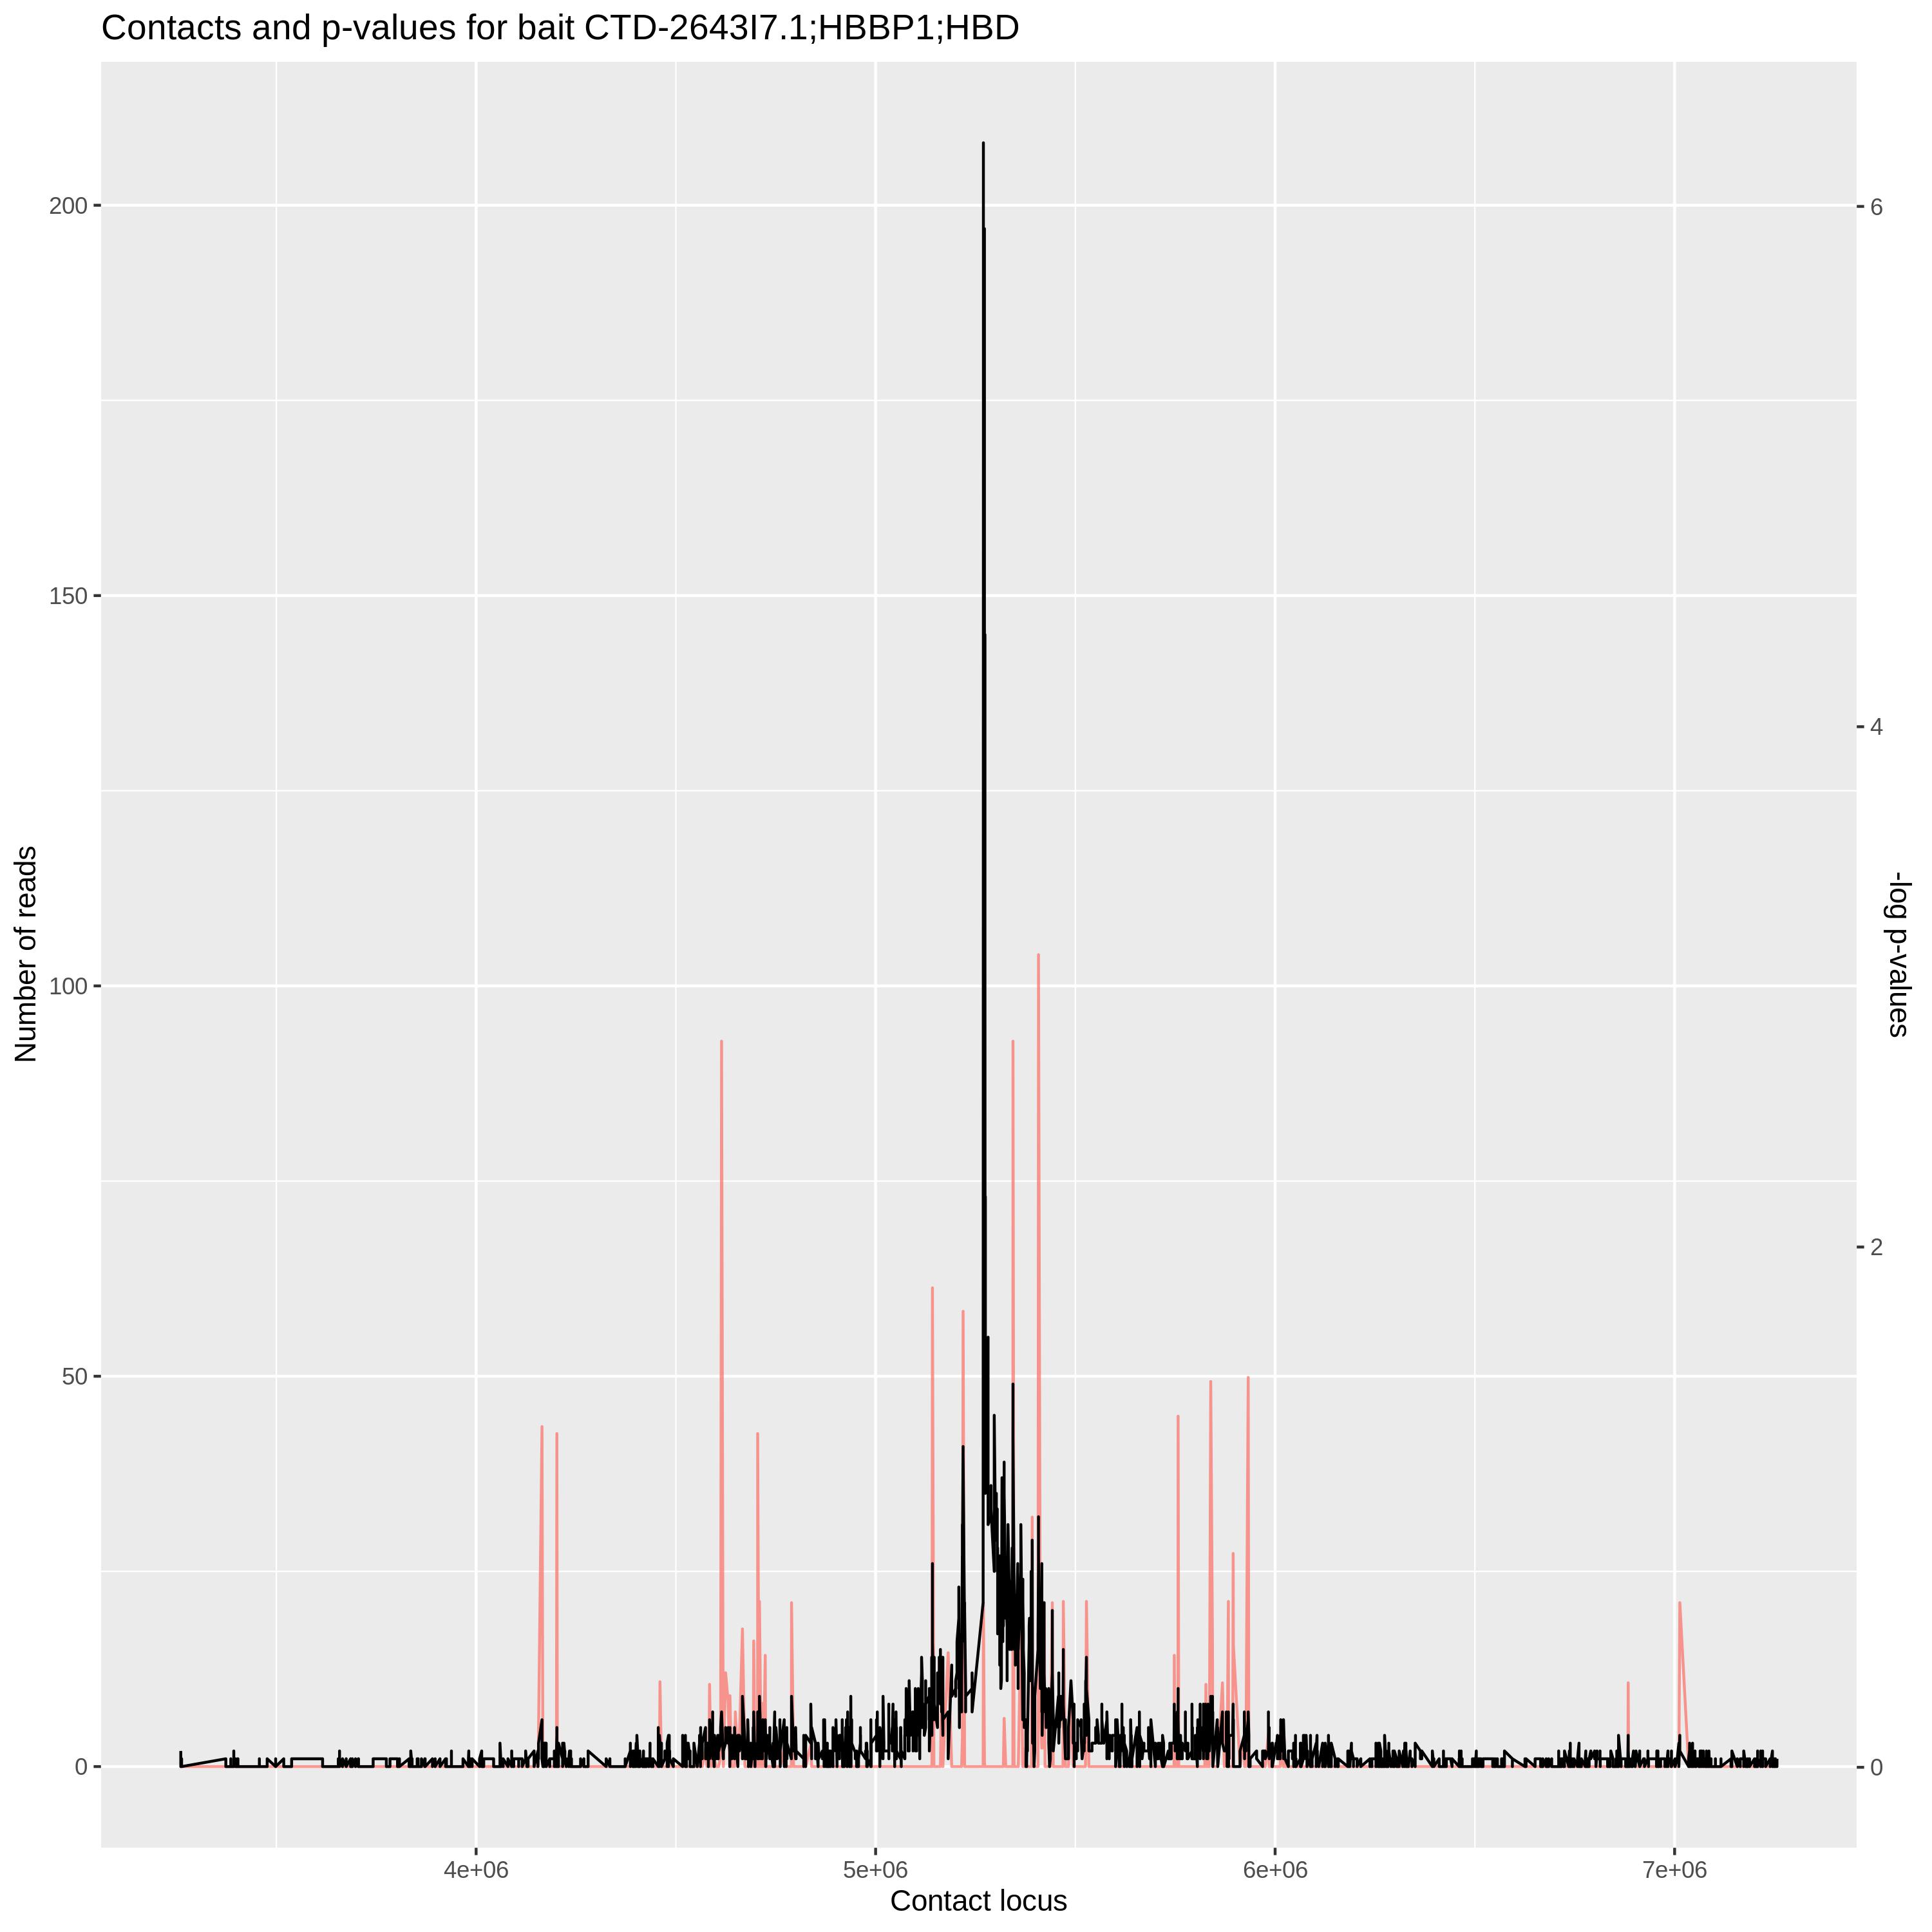 Contacts and p-values for bait CTD-2643I7.1;HBBP1;HBD
200
150
100
50
0
Number of reads
6
4
2
0
-log p-values
4e+06
5e+06
6e+06
7e+06
Contact locus